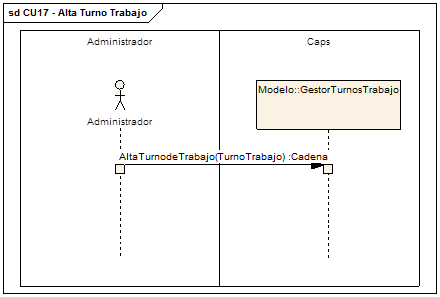 sd CU17 - Alta Turno Trabajo
Administrador
Caps
Modelo::GestorTurnosTrabajo
Administrador
AltaTurnodeTrabajo(TurnoTrabajo) :Cadena